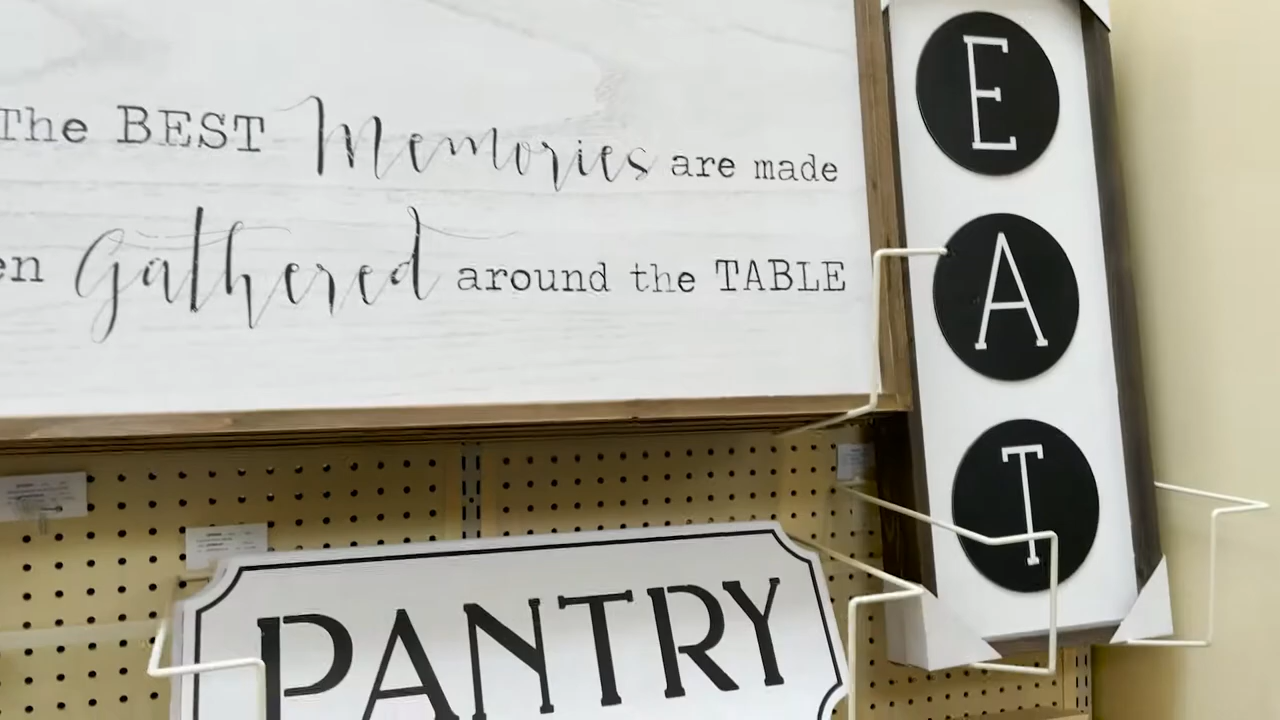 The BEST Memories are made
en Gathered around the TABLE
E
A
T
PANTRY